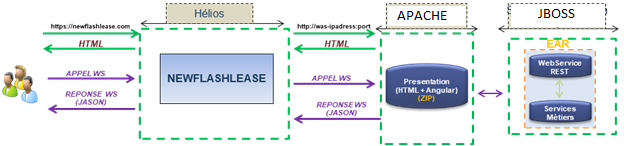 Hélios
APACHE
JBOSS
https://newflashlease.com
HTML
APPEL WS
REPONSE WS
(JASON)
NEWFLASHLEASE
http://was-ipadress:port
HTML
APPEL WS
REPONSE WS
(JASON)
Presentation
(HTML + Angular)
(ZIP)
EAR
WebService
REST
Services
Métiers